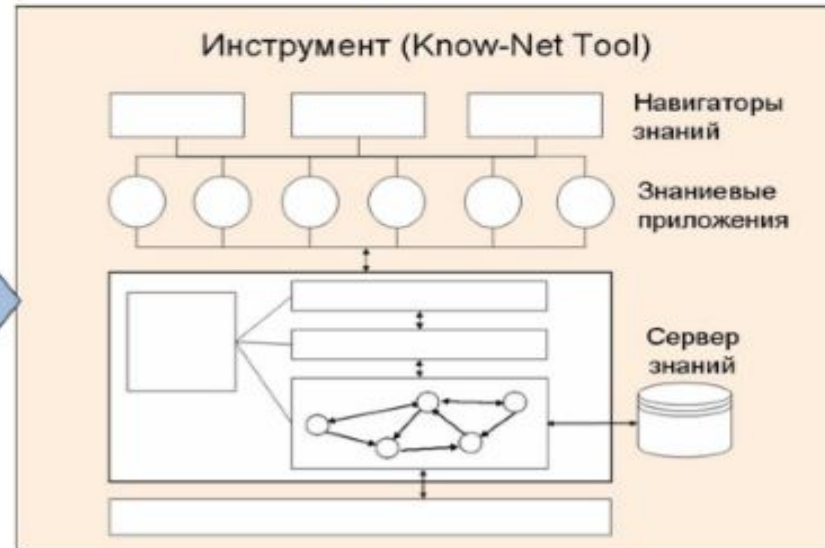 Инструмент (Know-Net Tool)
Навигаторы
знаний
Знаниевые
приложения
Сервер
знаний